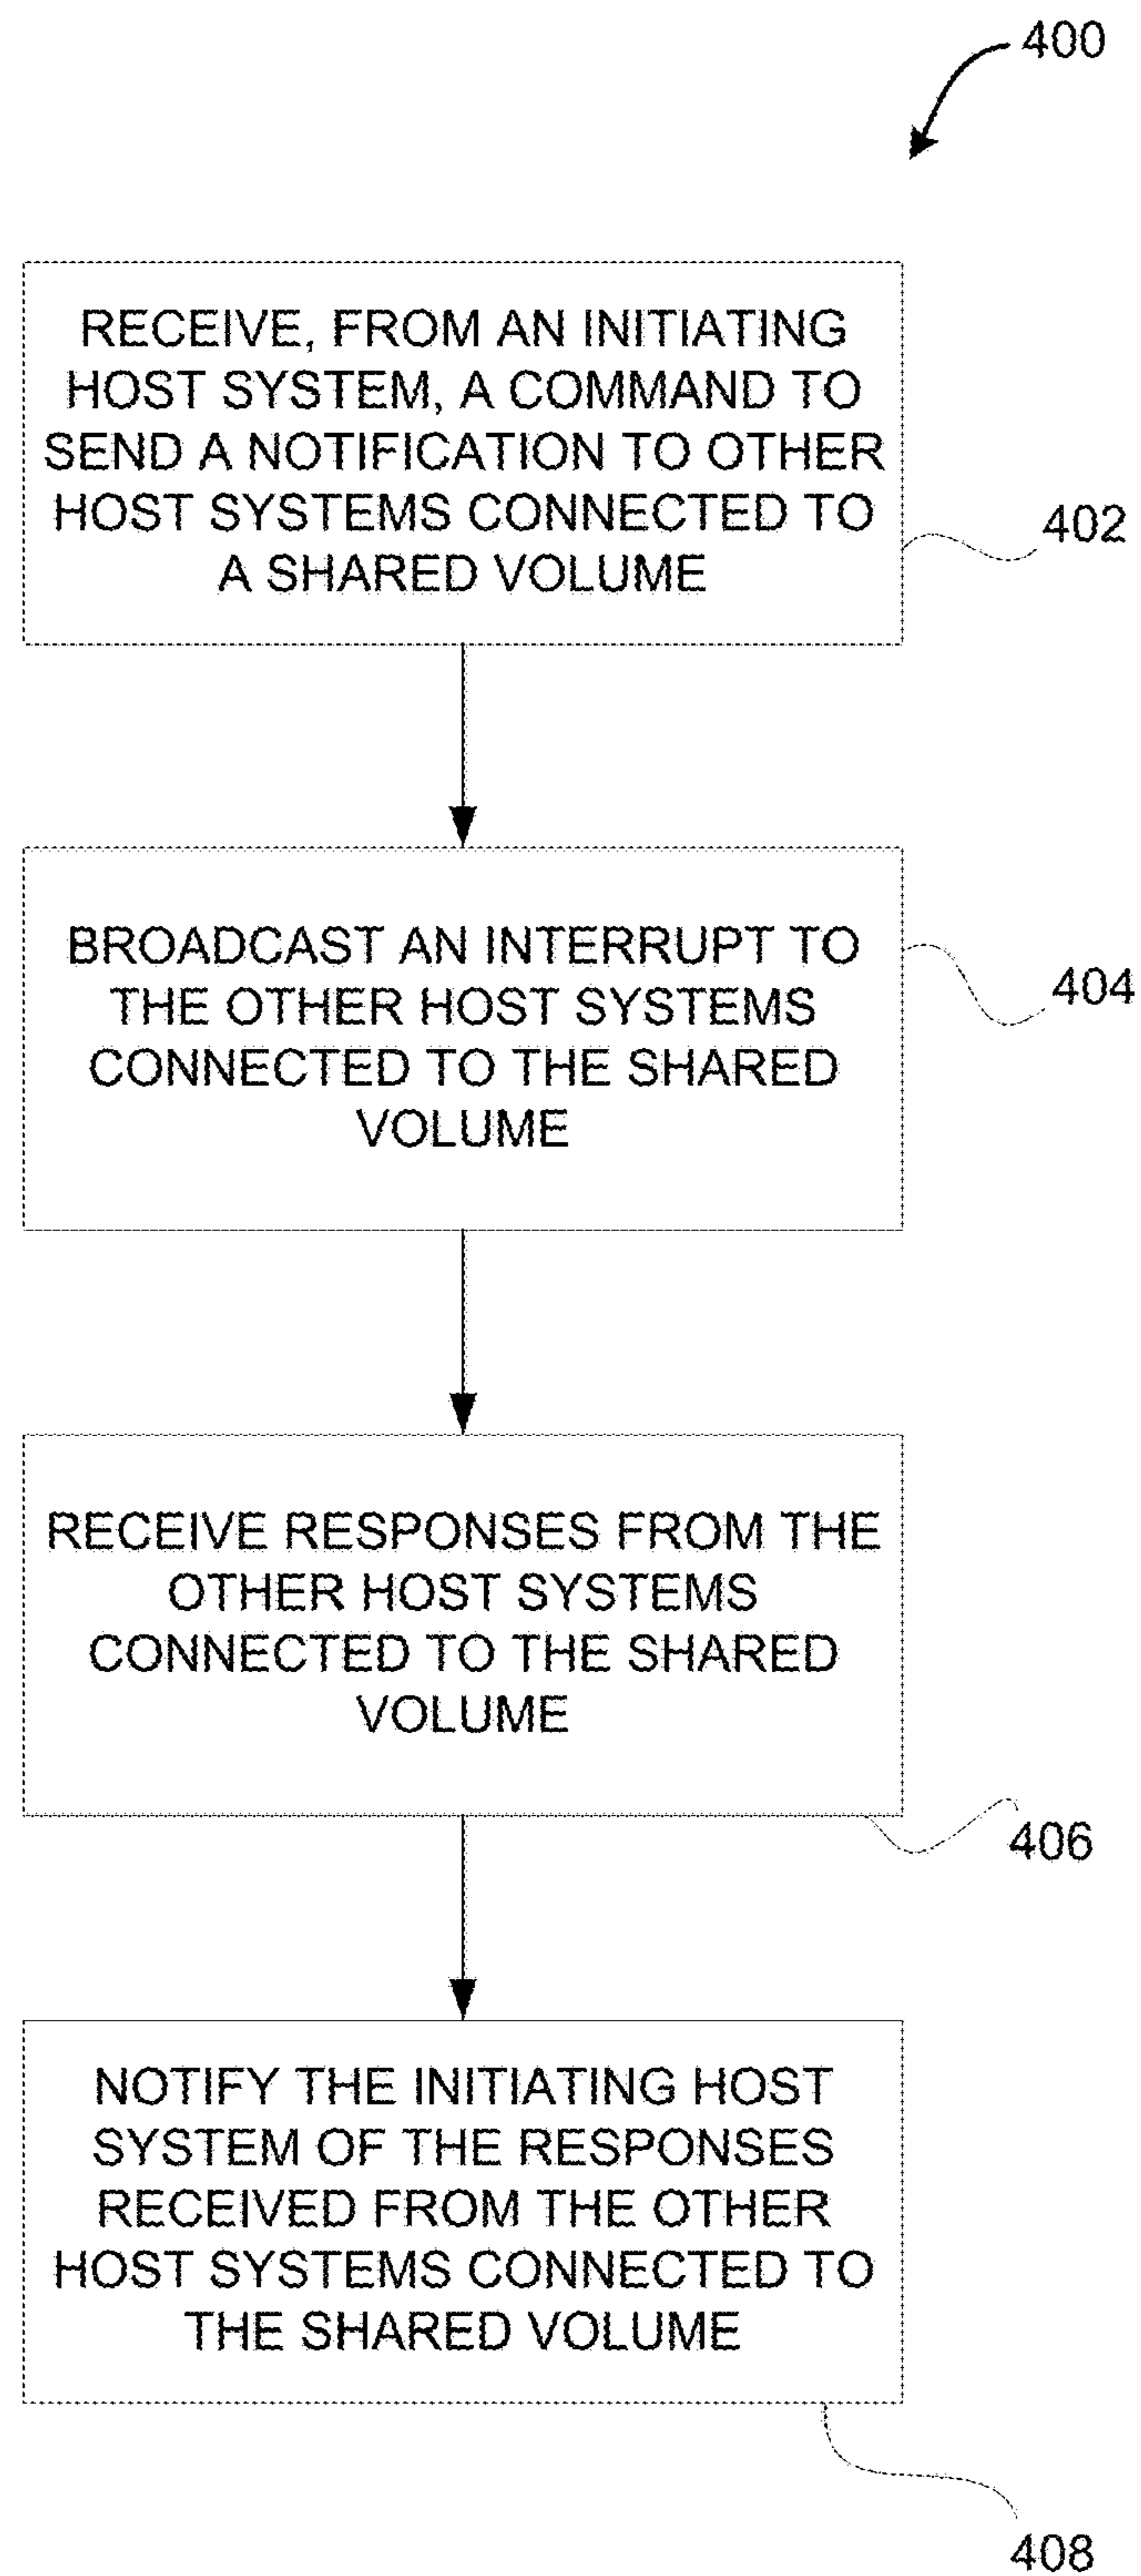 400
RECEIVE, FROM AN INITIATING
HOST SYSTEM, A COMMAND TO
SEND A NOTIFICATION TO OTHER
HOST SYSTEMS CONNECTED TO
A SHARED VOLUME
402
BROADCAST AN INTERRUPT TO
THE OTHER HOST SYSTEMS
CONNECTED TO THE SHARED
VOLUME
404
RECEIVE RESPONSES FROM THE
OTHER HOST SYSTEMS
CONNECTED TO THE SHARED
VOLUME
406
NOTIFY THE INITIATING HOST
SYSTEM OF THE RESPONSES
RECEIVED FROM THE OTHER
HOST SYSTEMS CONNECTED TO
THE SHARED VOLUME
408